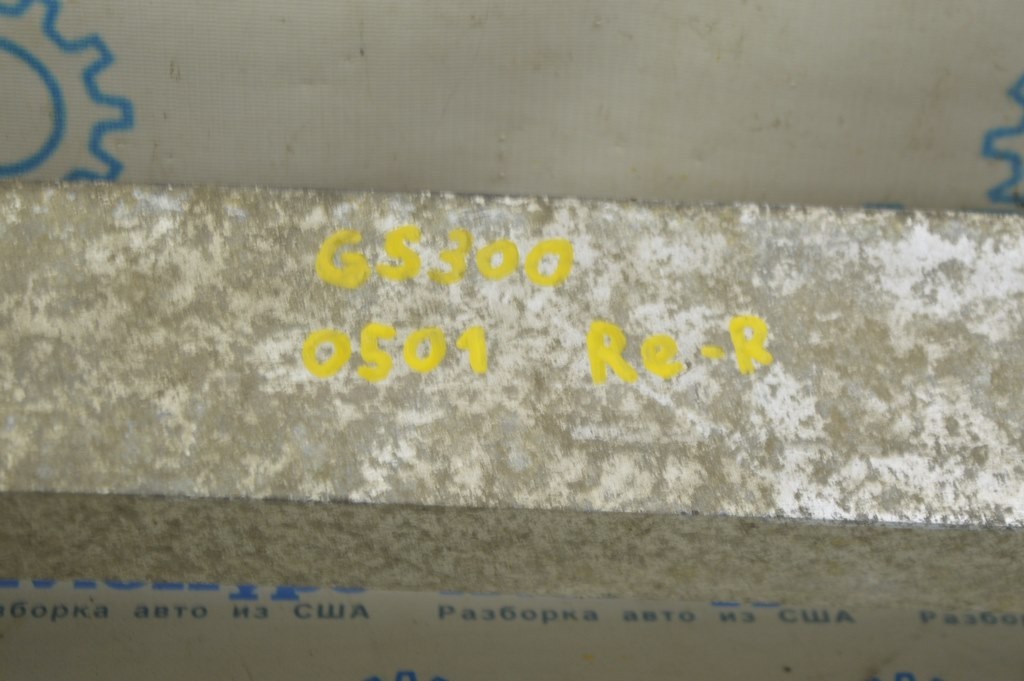 GS300
0501 Re-R
Разборка авто из США Разборка авто из США